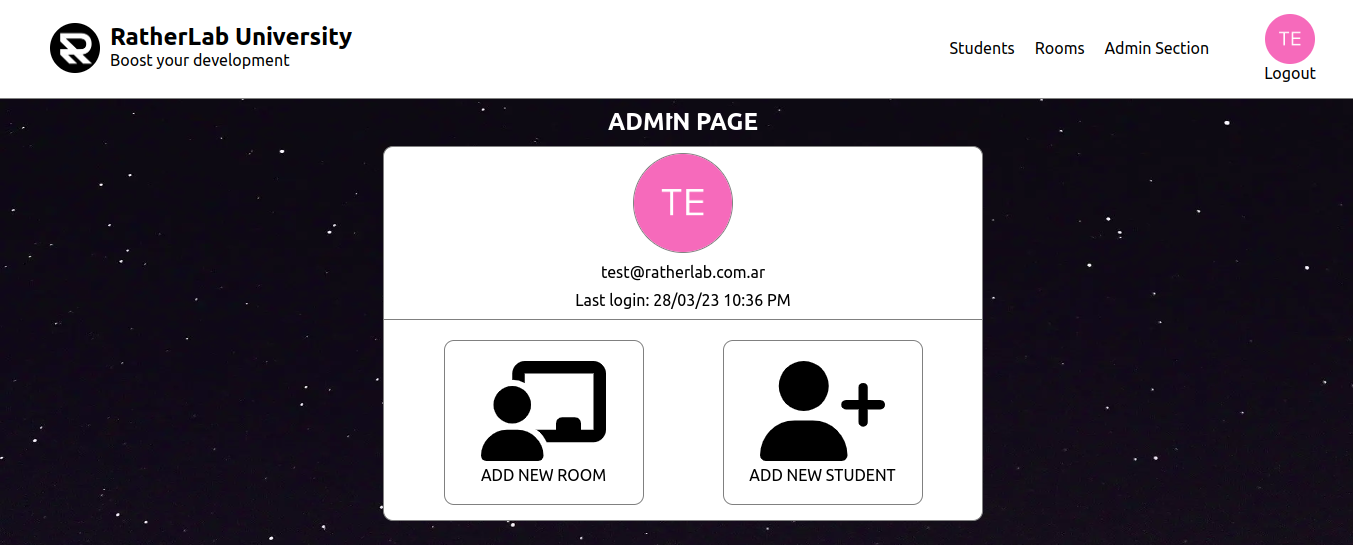 RatherLab University
Boost your development
Students Rooms Admin Section
TE
Logout
ADMIN PAGE
TE
test@ratherlab.com.ar
Last login: 28/03/23 10:36 PM
ADD NEW ROOM
ADD NEW STUDENT